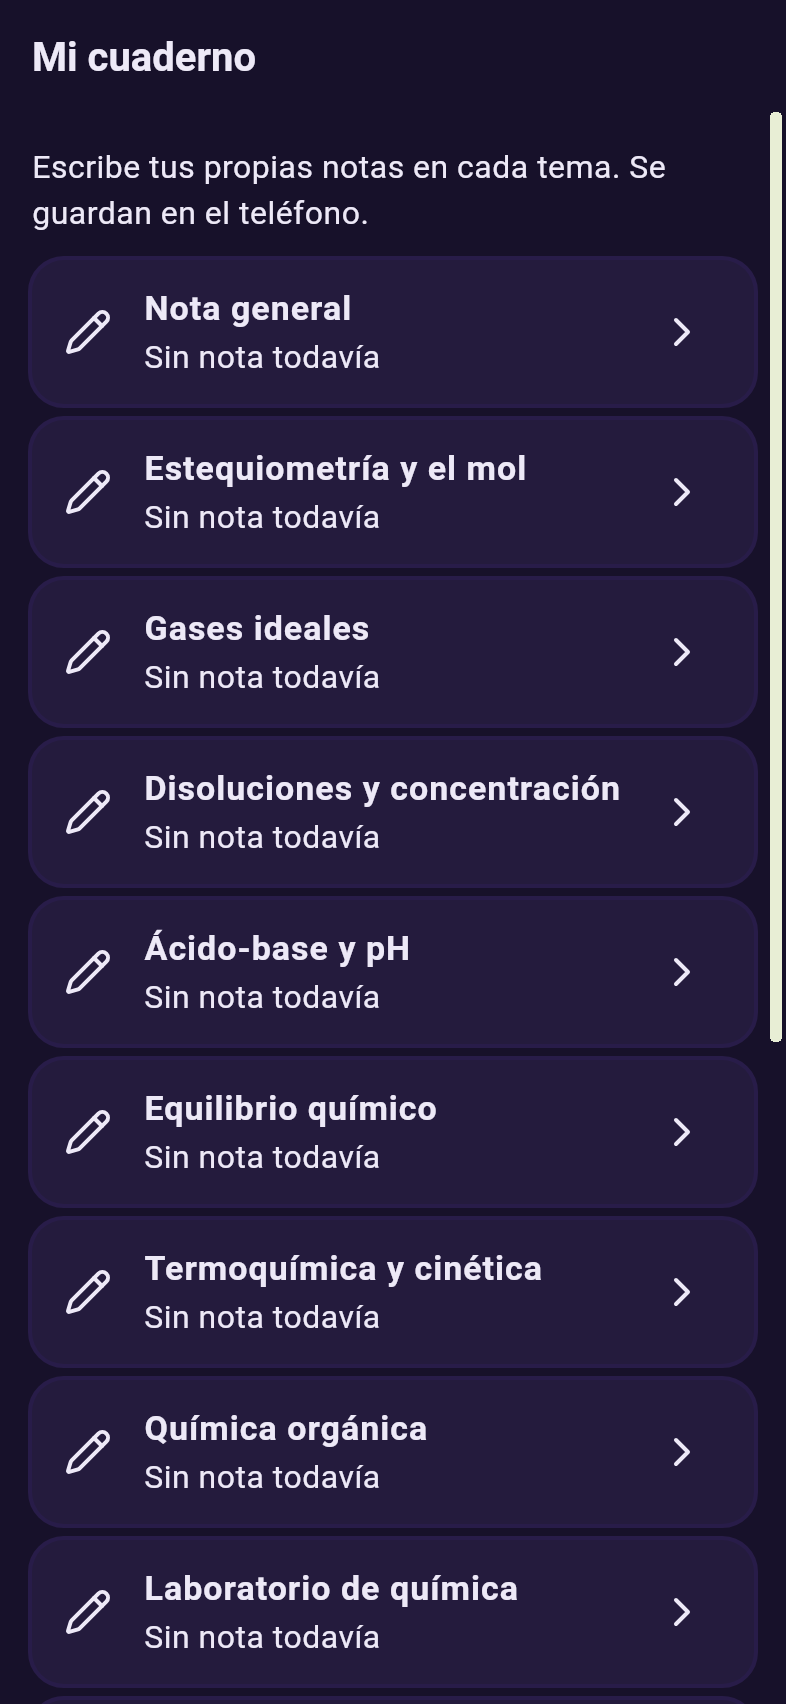 Mi cuaderno
Escribe tus propias notas en cada tema. Se
guardan en el teléfono.
Nota general
Sin nota todavía
Estequiometría y el mol
Sin nota todavía
Gases ideales
Sin nota todavía
Disoluciones y concentración
Sin nota todavía
Ácido-base y pH
Sin nota todavía
Equilibrio químico
Sin nota todavía
Termoquímica y cinética
Sin nota todavía
Química orgánica
Sin nota todavía
Laboratorio de química
Sin nota todavía